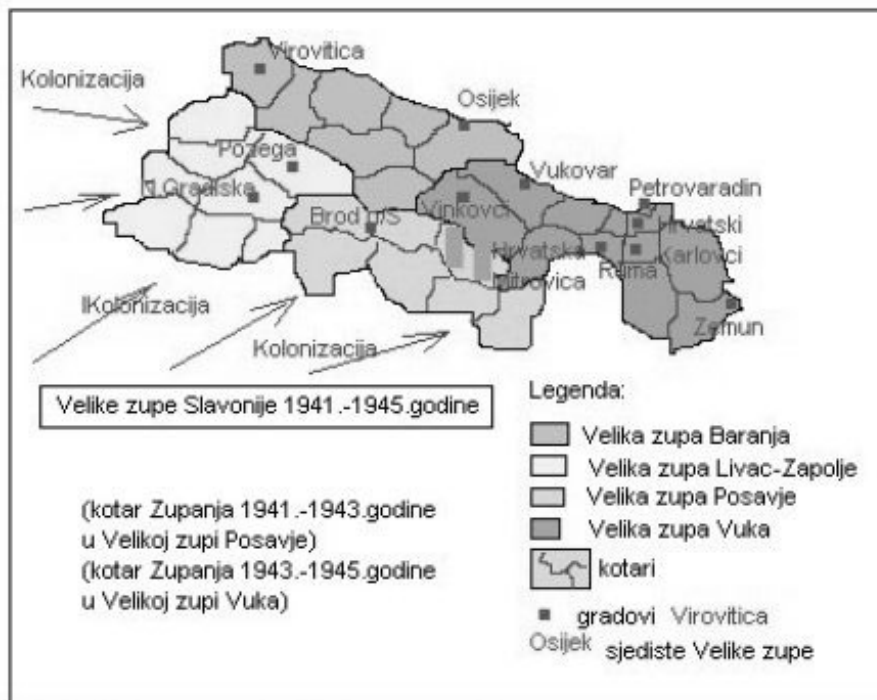 Virovitica
Kolonizacija
Osijek
Pozega
Vukovar
N.Gradiska
Petrovaradin
Brod n/S
Vinkovci
Hrvatski
Hrvatska
Karlovci
Ruma
Mitrovica
IKolonizacija
Zemun
Kolonizacija
Velike zupe Slavonije 1941.-1945.godine
Legenda:
Velika zupa Baranja
Velika zupa Livac-Zapolje
Velika zupa Posavje
Velika zupa Vuka
kotari
gradovi Virovitica
Osijek sjediste Velike zupe
(kotar Zupanja 1941.-1943.godine
u Velikoj zupi Posavje)
(kotar Zupanja 1943.-1945.godine
u Velikoj zupi Vuka)